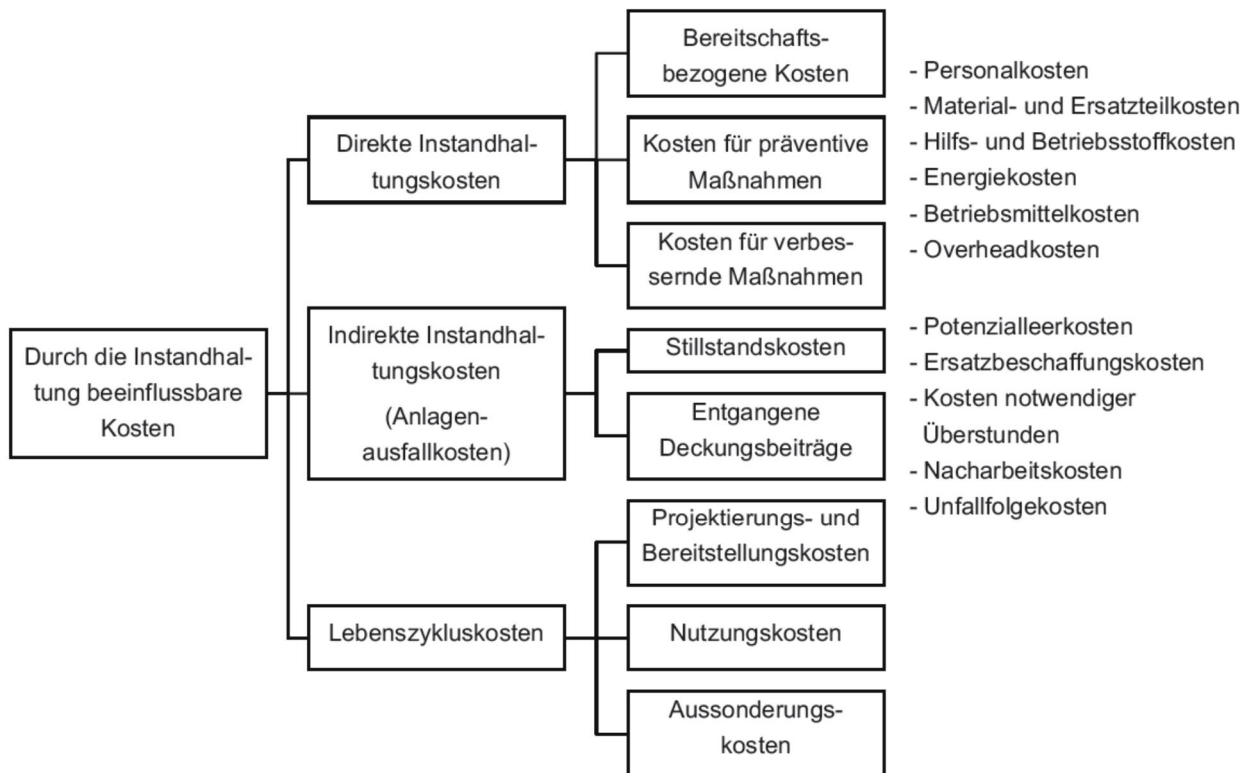 Durch die Instandhal-
tung beeinflussbare
Kosten
Direkte Instandhal-
tungskosten
Bereitschafts-
bezogene Kosten
Kosten für präventive
Maßnahmen
Kosten für verbes-
sernde Maßnahmen
- Personalkosten
- Material- und Ersatzteilkosten
- Hilfs- und Betriebsstoffkosten
- Energiekosten
- Betriebsmittelkosten
- Overheadkosten
Indirekte Instandhal-
tungskosten
(Anlagen-
ausfallkosten)
Stillstandskosten
Entgangene
Deckungsbeiträge
- Potenzialleerkosten
- Ersatzbeschaffungskosten
- Kosten notwendiger
Überstunden
- Nacharbeitskosten
- Unfallfolgekosten
Lebenszykluskosten
Projektierungs- und
Bereitstellungskosten
Nutzungskosten
Aussonderungs-
kosten